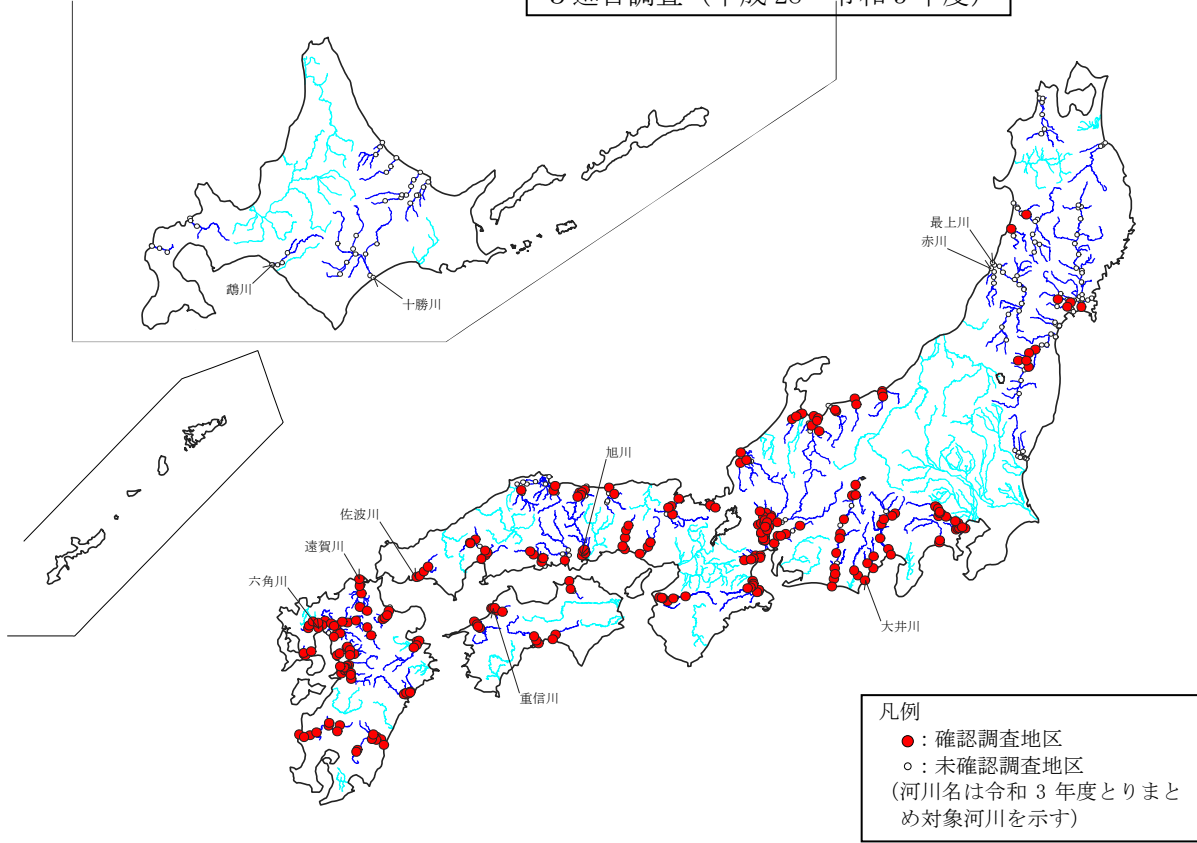 最上川
赤川
鵡川
十勝川
旭川
佐波川
遠賀川
六角川
大井川
重信川
凡例
：確認調査地区
：未確認調査地区
(河川名は令和 3 年度とりまと
め対象河川を示す)